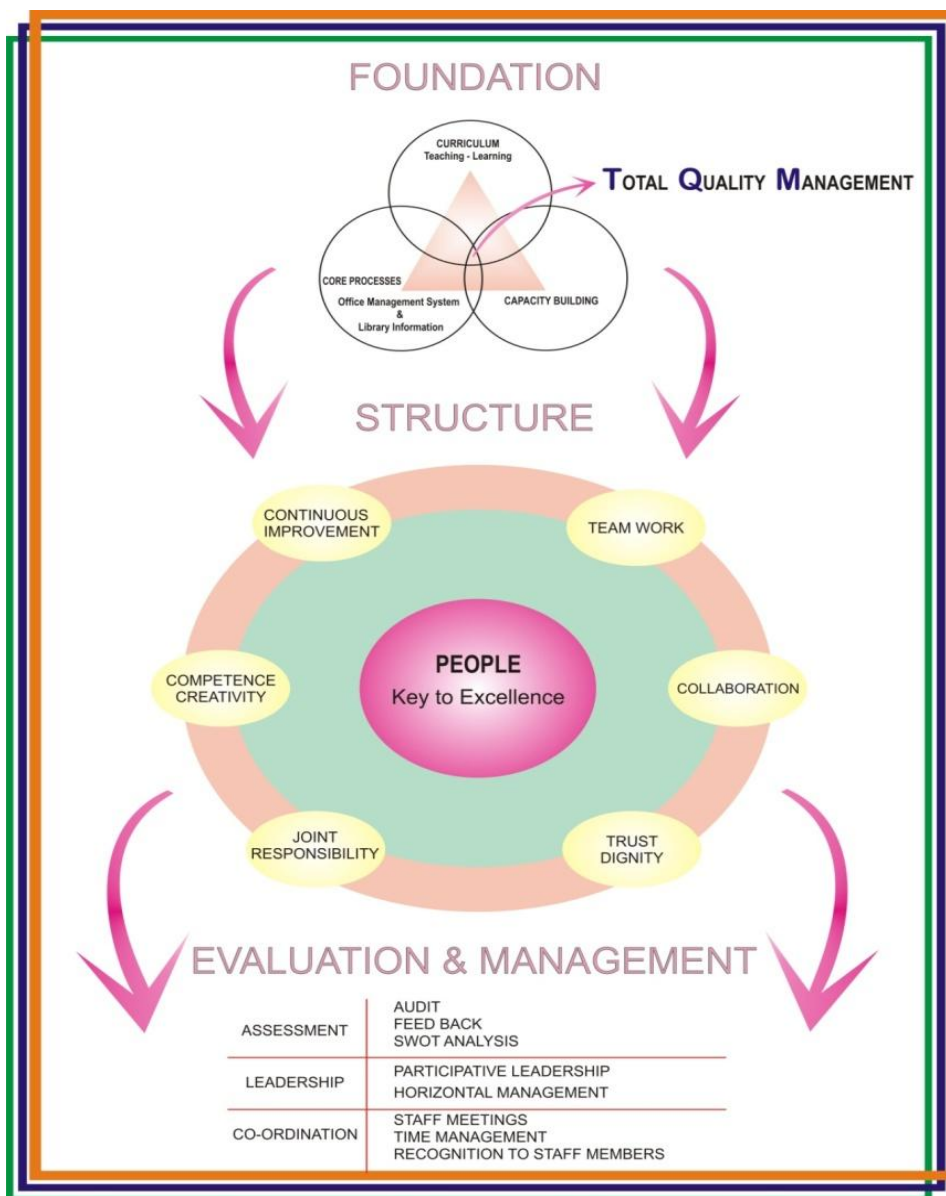 FOUNDATION
CURRICULUM
Teaching - Learning
TOTAL QUALITY MANAGEMENT
CORE PROCESSES
Office Management System
&
Library Information
CAPACITY BUILDING
STRUCTURE
CONTINUOUS
IMPROVEMENT
TEAM WORK
PEOPLE
Key to Excellence
COMPETENCE
CREATIVITY
COLLABORATION
JOINT
RESPONSIBILITY
TRUST
DIGNITY
EVALUATION & MANAGEMENT
ASSESSMENT
AUDIT
FEED BACK
SWOT ANALYSIS
LEADERSHIP
PARTICIPATIVE LEADERSHIP
HORIZONTAL MANAGEMENT
CO-ORDINATION
STAFF MEETINGS
TIME MANAGEMENT
RECOGNITION TO STAFF MEMBERS